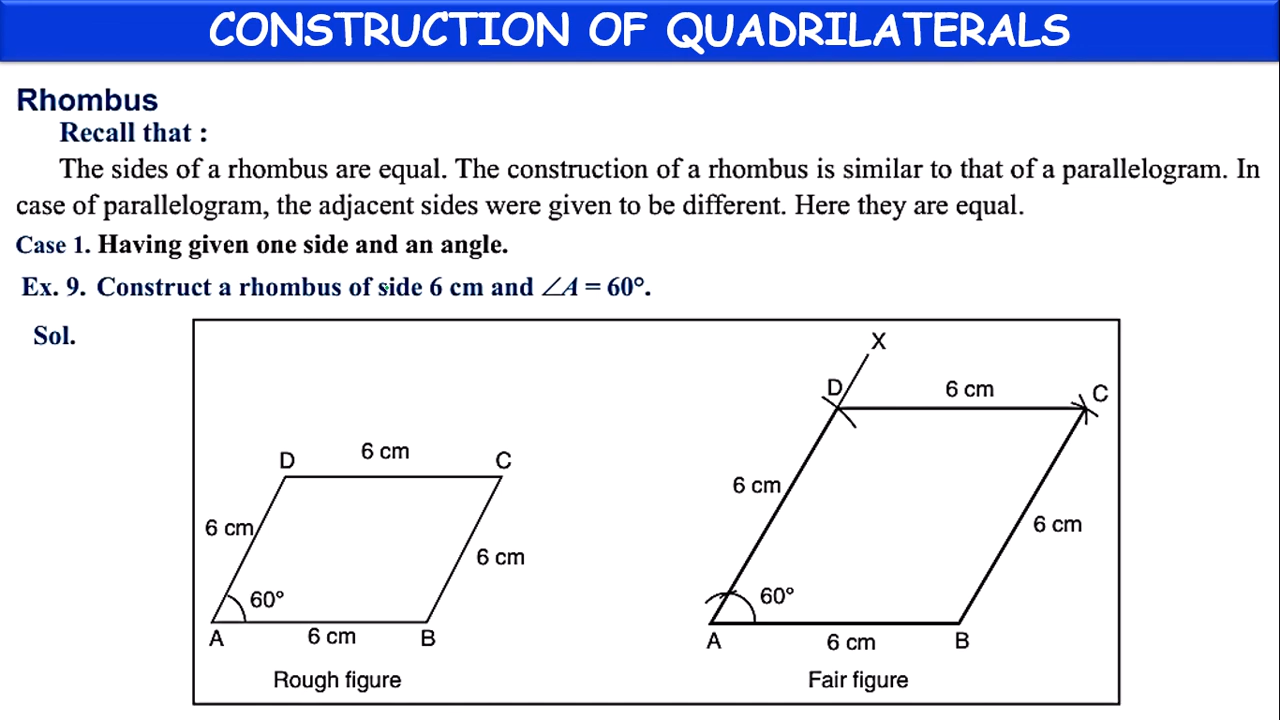 CONSTRUCTION OF QUADRILATERALS
Rhombus
Recall that :
The sides of a rhombus are equal. The construction of a rhombus is similar to that of a parallelogram. In
case of parallelogram, the adjacent sides were given to be different. Here they are equal.
Case 1. Having given one side and an angle.
Ex. 9. Construct a rhombus of side 6 cm and ∠A = 60°.
Sol.
D
6 cm
C
6 cm
6 cm
60°
A
6 cm
B
Rough figure
X
D
6 cm
C
6 cm
6 cm
60°
A
6 cm
B
Fair figure